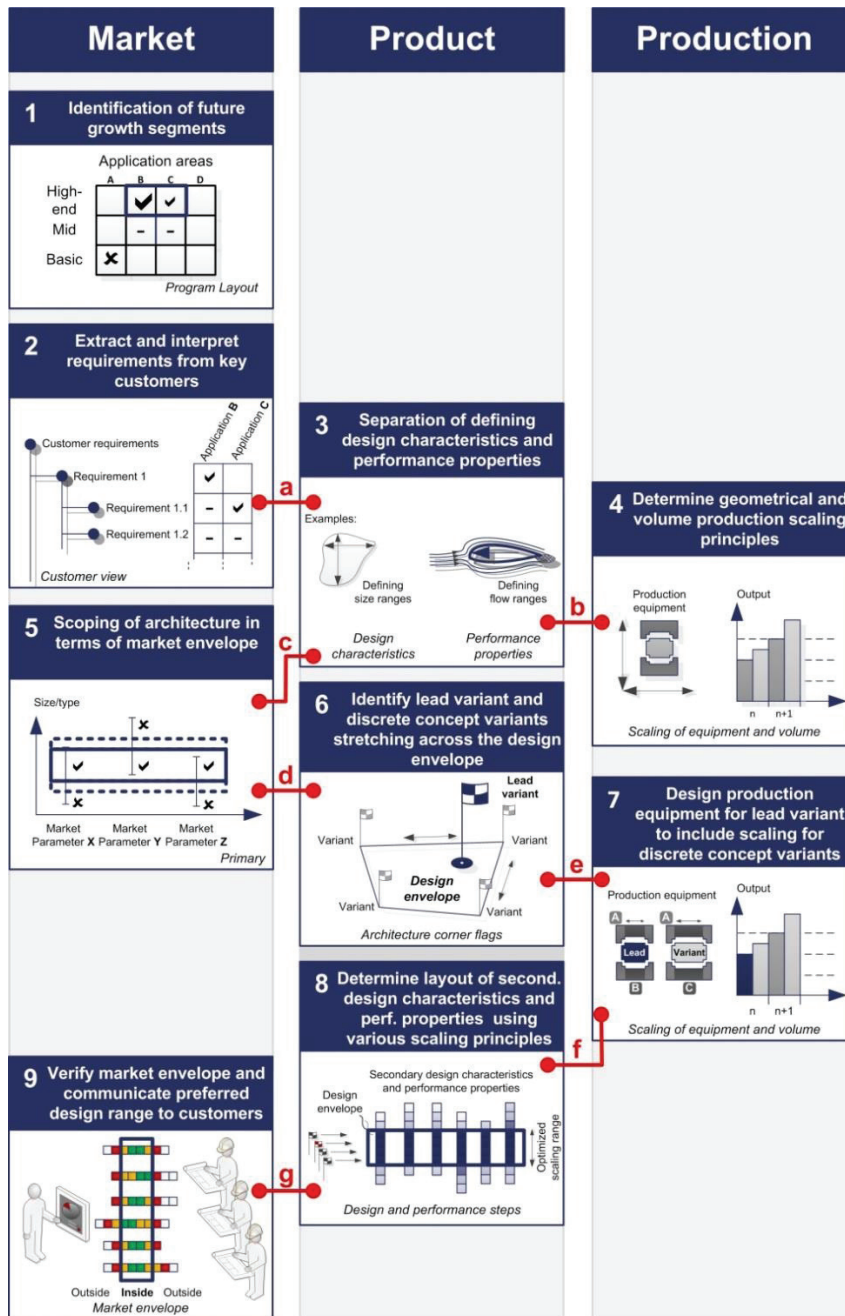 Market
Product
Production
1
Identification of future
growth segments
Application areas
A B C D
High-
end
Mid
Basic
Program Layout
2
Extract and interpret
requirements from key
customers
Application B
Application C
Customer requirements
Requirement 1
Requirement 1.1
Requirement 1.2
Customer view
a
3
Separation of defining
design characteristics and
performance properties
Examples:
Defining
size ranges
Defining
flow ranges
Design
characteristics
Performance
properties
b
4
Determine geometrical and
volume production scaling
principles
Production
equipment
Output
n n+1
Scaling of equipment and volume
5
Scoping of architecture in
terms of market envelope
Size/type
Market
Parameter X
Market
Parameter Y
Market
Parameter Z
Primary
c
d
6
Identify lead variant and
discrete concept variants
stretching across the design
envelope
Lead
variant
Variant
Variant
Design
envelope
Variant
Variant
Architecture corner flags
e
7
Design production
equipment for lead variant
to include scaling for
discrete concept variants
Production equipment
Output
A
A
Lead
Variant
B
C
n n+1
Scaling of equipment and volume
f
8
Determine layout of second.
design characteristics and
perf. properties using
various scaling principles
Secondary design characteristics
and performance properties
Design
envelope
Optimized
scaling range
Design and performance steps
g
9
Verify market envelope and
communicate preferred
design range to customers
Outside Inside Outside
Market envelope